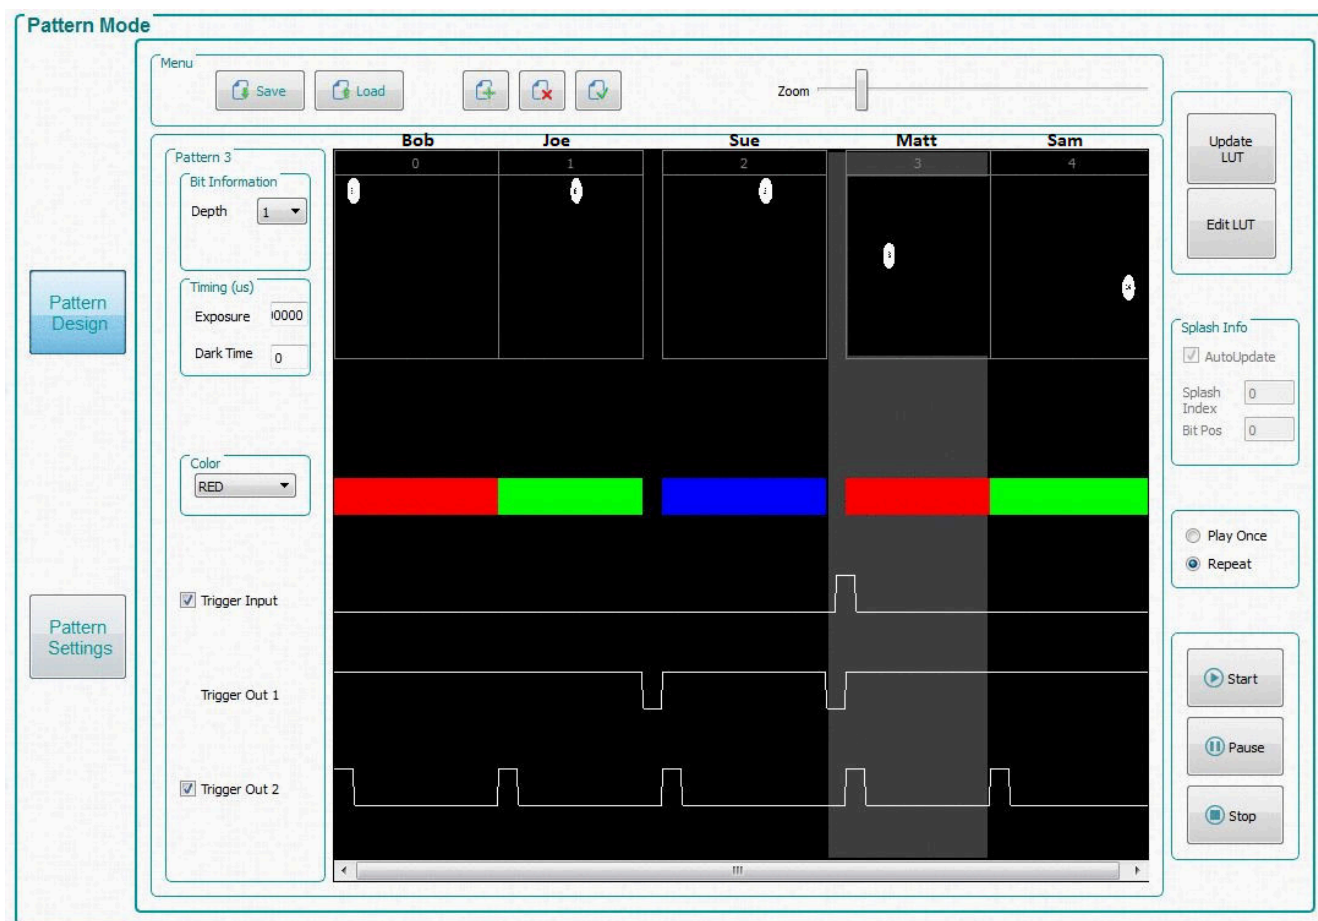 Pattern Mode
Menu
Save
Load
Zoom
Bob
Joe
Sue
Matt
Sam
Pattern 3
0
1
2
3
4
Bit Information
Depth
1
Timing (us)
Exposure
0000
Dark Time
0
Color
RED
Trigger Input
Trigger Out 1
Trigger Out 2
Pattern
Design
Pattern
Settings
Update
LUT
Edit LUT
Splash Info
AutoUpdate
Splash
Index
0
Bit Pos
0
Play Once
Repeat
Start
Pause
Stop